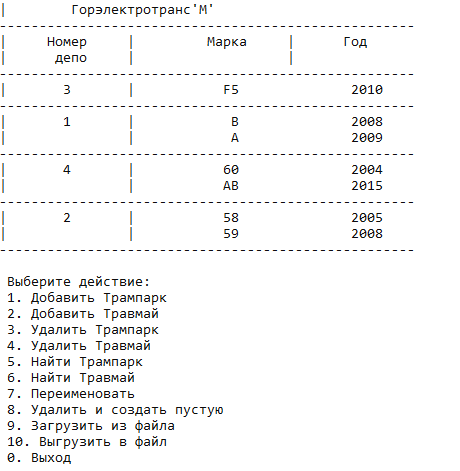 Горэлектротранс'М'
Номер | Марка | Год
депо
3 | F5 2010
1 | B 2008
A 2009
4 | 60 2004
AB 2015
2 | 58 2005
59 2008
Выберите действие:
1. Добавить Трампарк
2. Добавить Травмай
3. Удалить Трампарк
4. Удалить Травмай
5. Найти Трампарк
6. Найти Травмай
7. Переименовать
8. Удалить и создать пустую
9. Загрузить из файла
10. Выгрузить в файл
0. Выход